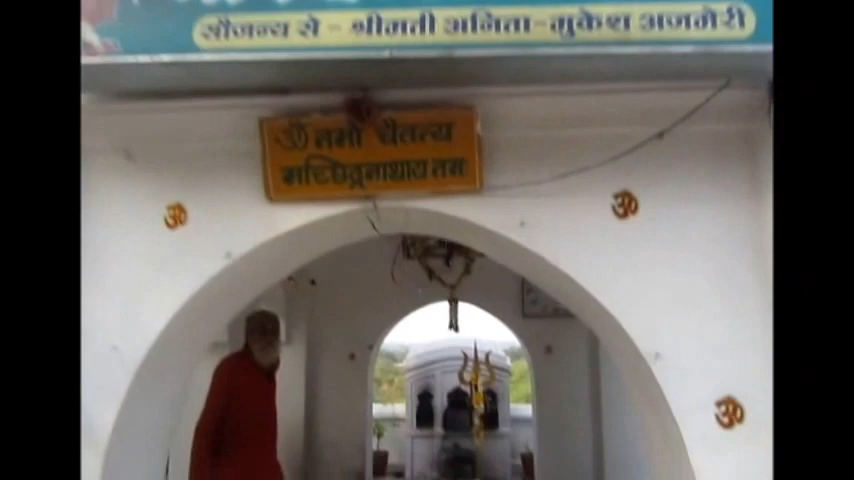 सौजन्य से - श्रीमती अनिता-मुकेश अजमेरी
ॐ नमो चैतन्य
मच्छिद्रनाथाय नमः
ॐ
ॐ
ॐ